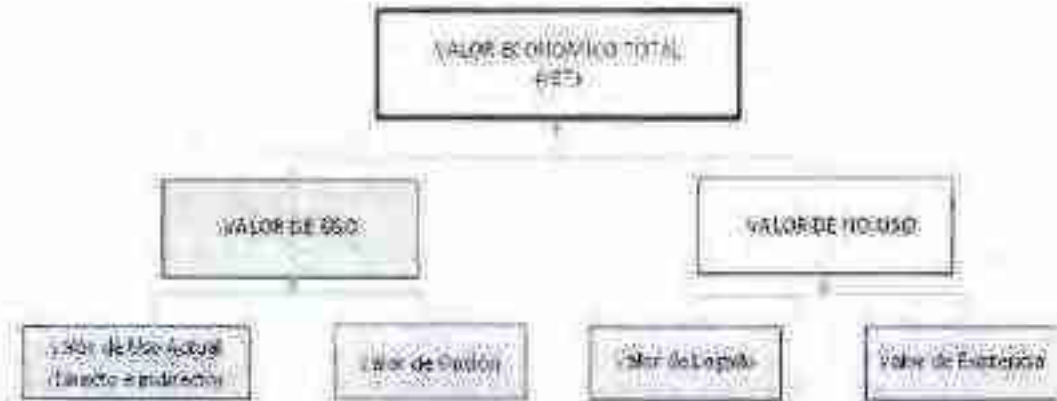 VALOR ECONOMICO TOTAL
(VET)
VALOR DE USO
VALOR DE NO USO
Valor de Uso Actual
(Directo e indirecto)
Valor de Opción
Valor de Legado
Valor de Existencia